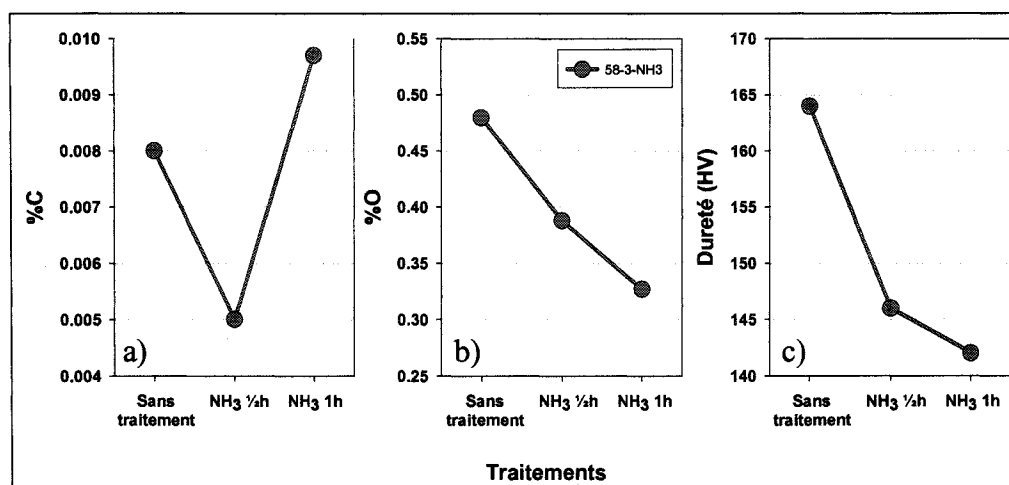 0.010
0.009
0.008
0.007
0.006
0.005
0.004
%C
a)
Sans traitement
NH3 ½h
NH3 1h
0.55
0.50
0.45
0.40
0.35
0.30
0.25
%O
58-3-NH3
b)
Sans traitement
NH3 ½h
NH3 1h
170
165
160
155
150
145
140
Dureté (HV)
c)
Sans traitement
NH3 ½h
NH3 1h
Traitements